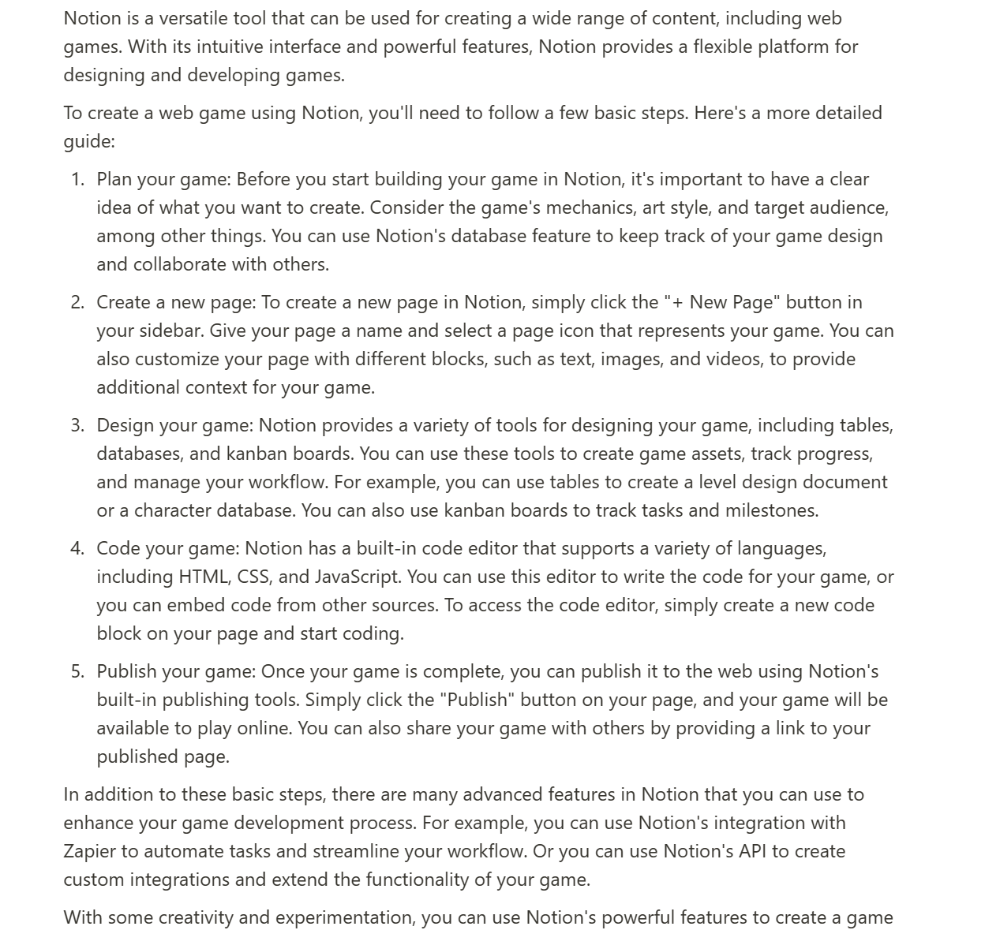 Notion is a versatile tool that can be used for creating a wide range of content, including web
games. With its intuitive interface and powerful features, Notion provides a flexible platform for
designing and developing games.
To create a web game using Notion, you'll need to follow a few basic steps. Here's a more detailed
guide:
1. Plan your game: Before you start building your game in Notion, it's important to have a clear
idea of what you want to create. Consider the game's mechanics, art style, and target audience,
among other things. You can use Notion's database feature to keep track of your game design
and collaborate with others.
2. Create a new page: To create a new page in Notion, simply click the "+ New Page" button in
your sidebar. Give your page a name and select a page icon that represents your game. You can
also customize your page with different blocks, such as text, images, and videos, to provide
additional context for your game.
3. Design your game: Notion provides a variety of tools for designing your game, including tables,
databases, and kanban boards. You can use these tools to create game assets, track progress,
and manage your workflow. For example, you can use tables to create a level design document
or a character database. You can also use kanban boards to track tasks and milestones.
4. Code your game: Notion has a built-in code editor that supports a variety of languages,
including HTML, CSS, and JavaScript. You can use this editor to write the code for your game, or
you can embed code from other sources. To access the code editor, simply create a new code
block on your page and start coding.
5. Publish your game: Once your game is complete, you can publish it to the web using Notion's
built-in publishing tools. Simply click the "Publish" button on your page, and your game will be
available to play online. You can also share your game with others by providing a link to your
published page.
In addition to these basic steps, there are many advanced features in Notion that you can use to
enhance your game development process. For example, you can use Notion's integration with
Zapier to automate tasks and streamline your workflow. Or you can use Notion's API to create
custom integrations and extend the functionality of your game.
With some creativity and experimentation, you can use Notion's powerful features to create a game